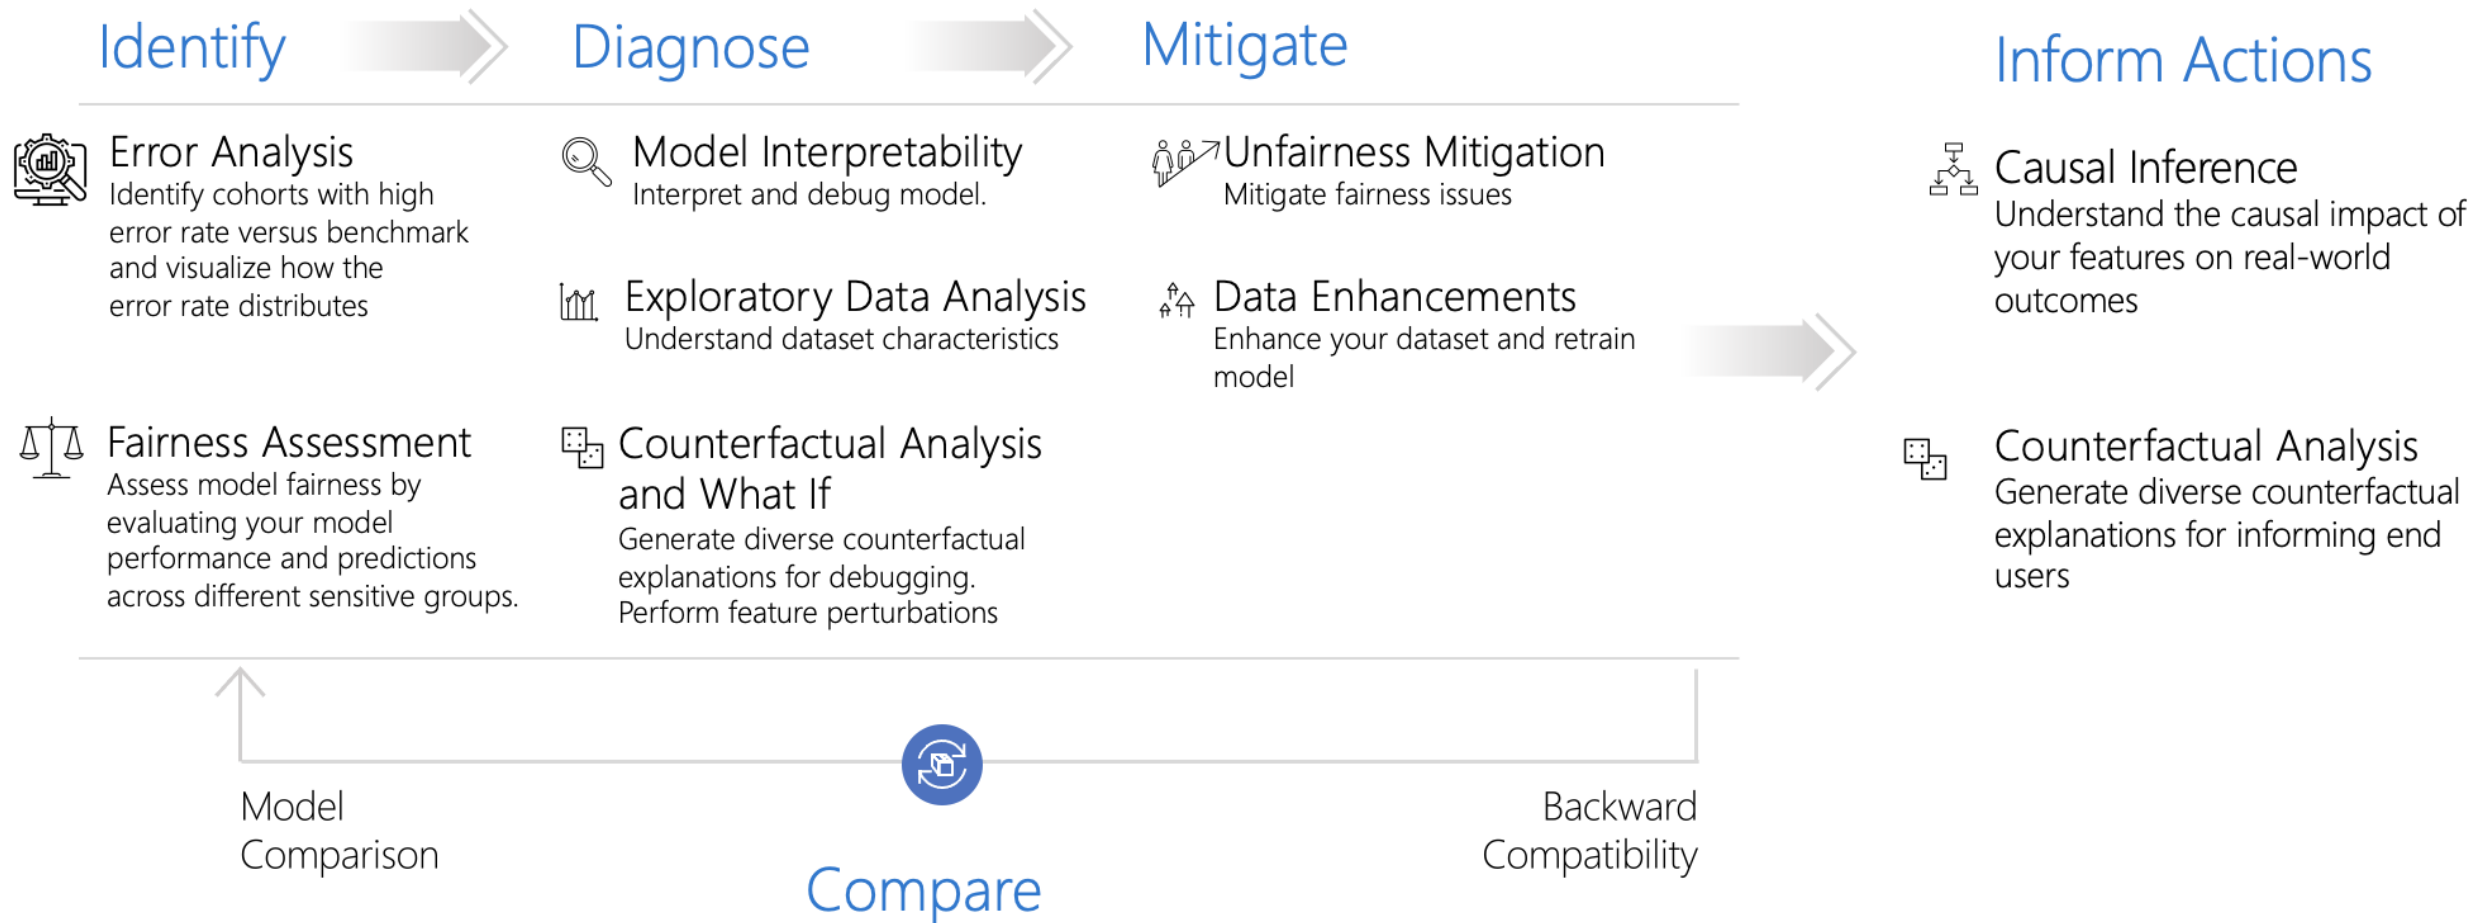 Identify
Diagnose
Mitigate
Inform Actions
Error Analysis
Identify cohorts with high
error rate versus benchmark
and visualize how the
error rate distributes
Fairness Assessment
Assess model fairness by
evaluating your model
performance and predictions
across different sensitive groups.
Model Interpretability
Interpret and debug model.
Exploratory Data Analysis
Understand dataset characteristics
Counterfactual Analysis
and What If
Generate diverse counterfactual
explanations for debugging.
Perform feature perturbations
Unfairness Mitigation
Mitigate fairness issues
Data Enhancements
Enhance your dataset and retrain
model
Causal Inference
Understand the causal impact of
your features on real-world
outcomes
Counterfactual Analysis
Generate diverse counterfactual
explanations for informing end
users
Model
Comparison
Backward
Compatibility
Compare